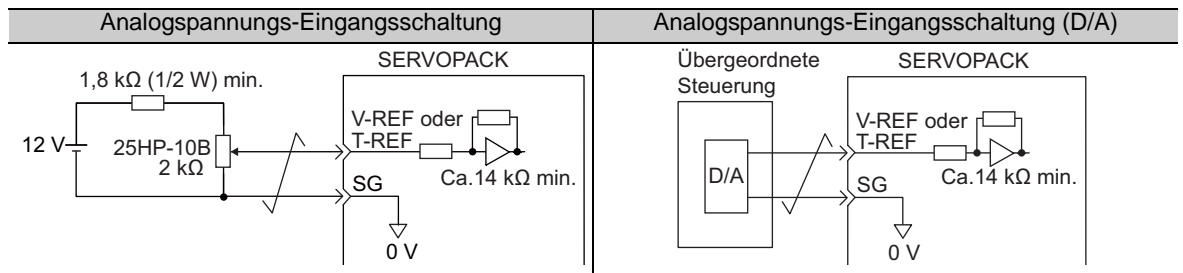 Analogspannungs-Eingangsschaltung
Analogspannungs-Eingangsschaltung (D/A)
SERVOPACK
1,8 kΩ (1/2 W) min.
V-REF oder
T-REF
12 V
25HP-10B
2 kΩ
Ca.14 kΩ min.
SG
0 V
Übergeordnete
Steuerung
SERVOPACK
V-REF oder
T-REF
D/A
Ca.14 kΩ min.
SG
0 V